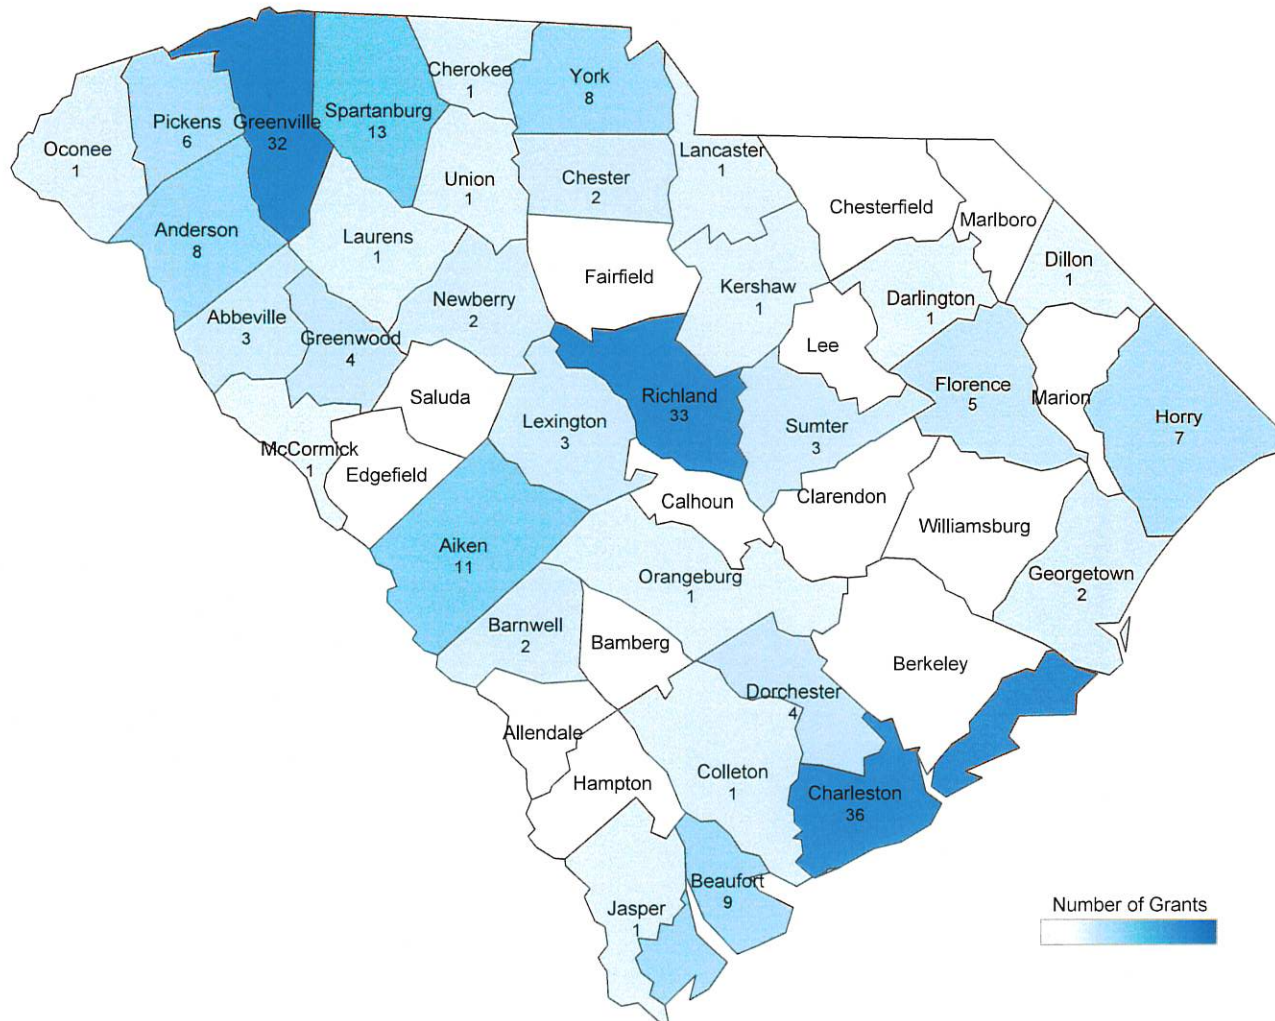 Cherokee
1
York
8
Spartanburg
13
Pickens
6
Greenville
32
Oconee
1
Lancaster
1
Union
1
Chester
2
Chesterfield
Marlboro
Anderson
8
Laurens
1
Fairfield
Dillon
1
Kershaw
1
Darlington
1
Newberry
2
Abbeville
3
Greenwood
4
Lee
Saluda
Richland
33
Florence
5
Marion
Horry
7
Lexington
3
Sumter
3
McCormick
1
Edgefield
Calhoun
Clarendon
Williamsburg
Aiken
11
Orangeburg
1
Georgetown
2
Barnwell
2
Bamberg
Berkeley
Dorchester
4
Allendale
Hampton
Colleton
1
Charleston
36
Beaufort
9
Jasper
1
Number of Grants